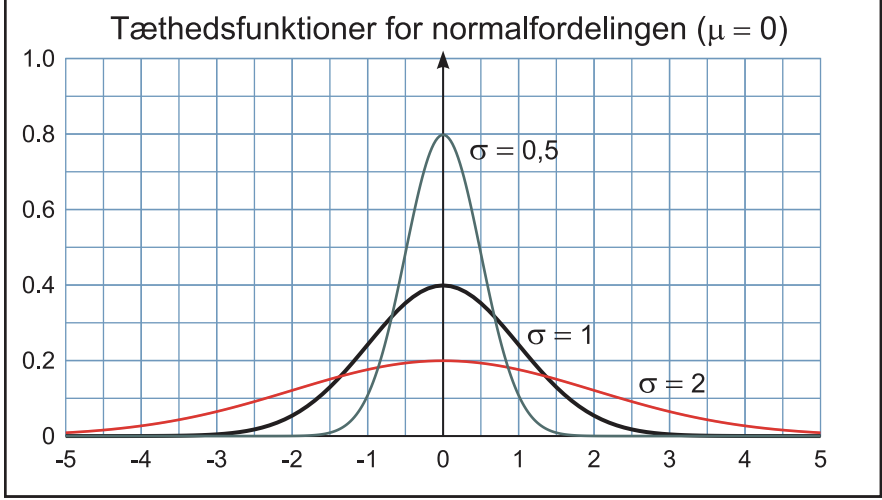 Tæthedsfunktioner for normalfordelingen (μ = 0)
1.0
0.8
σ = 0,5
0.6
0.4
σ = 1
0.2
σ = 2
0
-5 -4 -3 -2 -1 0 1 2 3 4 5